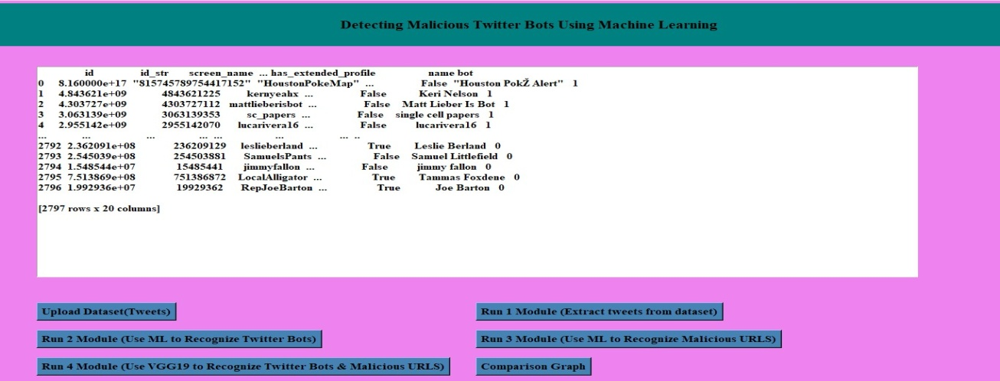 Detecting Malicious Twitter Bots Using Machine Learning
id id_str screen_name ... has_extended_profile name bot
0 8.160000e+17 "815745789754417152" "HoustonPokeMap" ... False "Houston PokŽ Alert" 1
1 4.843621e+09 4843621225 kernyeahx ... False Keri Nelson 1
2 4.303727e+09 4303727112 mattlieberisbot ... False Matt Lieber Is Bot 1
3 3.063139e+09 3063139353 sc_papers ... False single cell papers 1
4 2.955142e+09 2955142070 lucarivera16 ... False lucarivera16 1
... ... ... ... ... ... ... ..
2792 2.362091e+08 236209129 leslieberland ... True Leslie Berland 0
2793 2.545039e+08 254503881 SamuelsPants ... False Samuel Littlefield 0
2794 1.548544e+07 15485441 jimmyfallon ... False jimmy fallon 0
2795 7.513869e+08 751386872 LocalAlligator ... True Tammas Foxdene 0
2796 1.992936e+07 19929362 RepJoeBarton ... True Joe Barton 0
[2797 rows x 20 columns]
Upload Dataset(Tweets)
Run 1 Module (Extract tweets from dataset)
Run 2 Module (Use ML to Recognize Twitter Bots)
Run 3 Module (Use ML to Recognize Malicious URLS)
Run 4 Module (Use VGG19 to Recognize Twitter Bots & Malicious URLS)
Comparison Graph